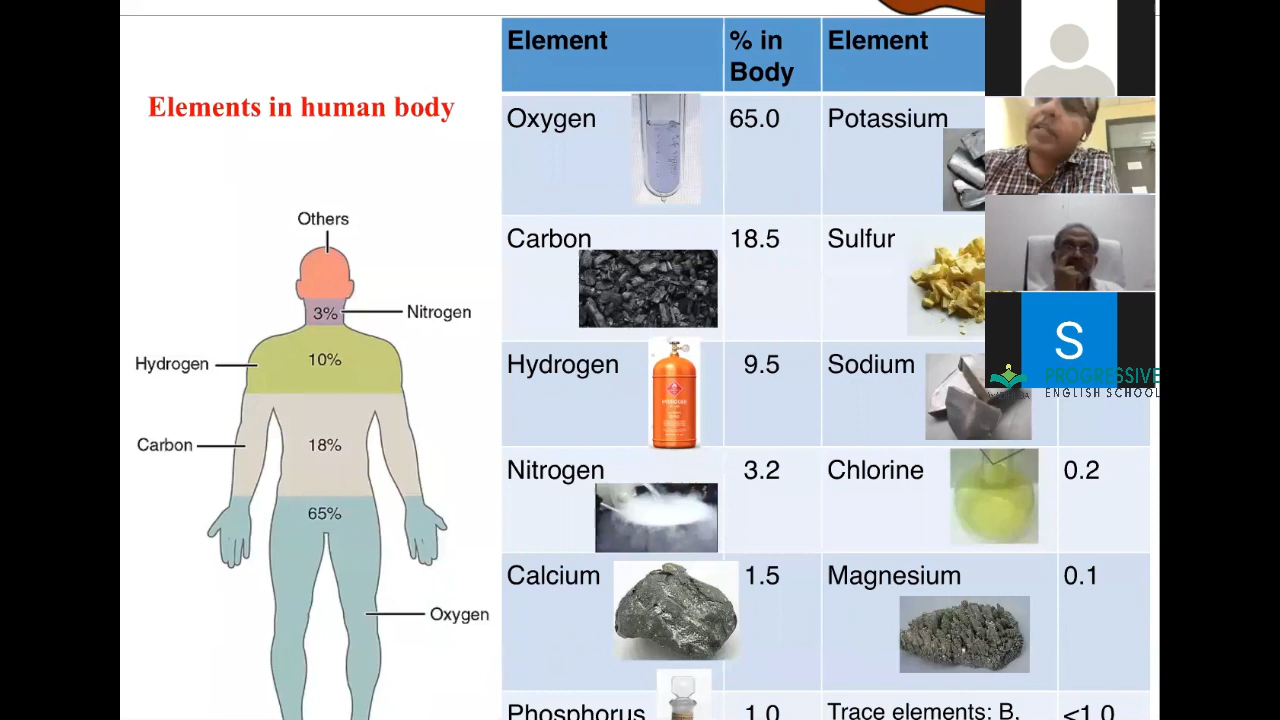 Elements in human body
Others
3%
Nitrogen
Hydrogen
10%
Carbon
18%
65%
Oxygen
Element
% in
Body
Element
Oxygen
65.0
Potassium
Carbon
18.5
Sulfur
Hydrogen
9.5
Sodium
Nitrogen
3.2
Chlorine
0.2
Calcium
1.5
Magnesium
0.1
Phosphorus
1.0
Trace elements: B,
<1.0
S
PROGRESSIVE
ENGLISH SCHOOL